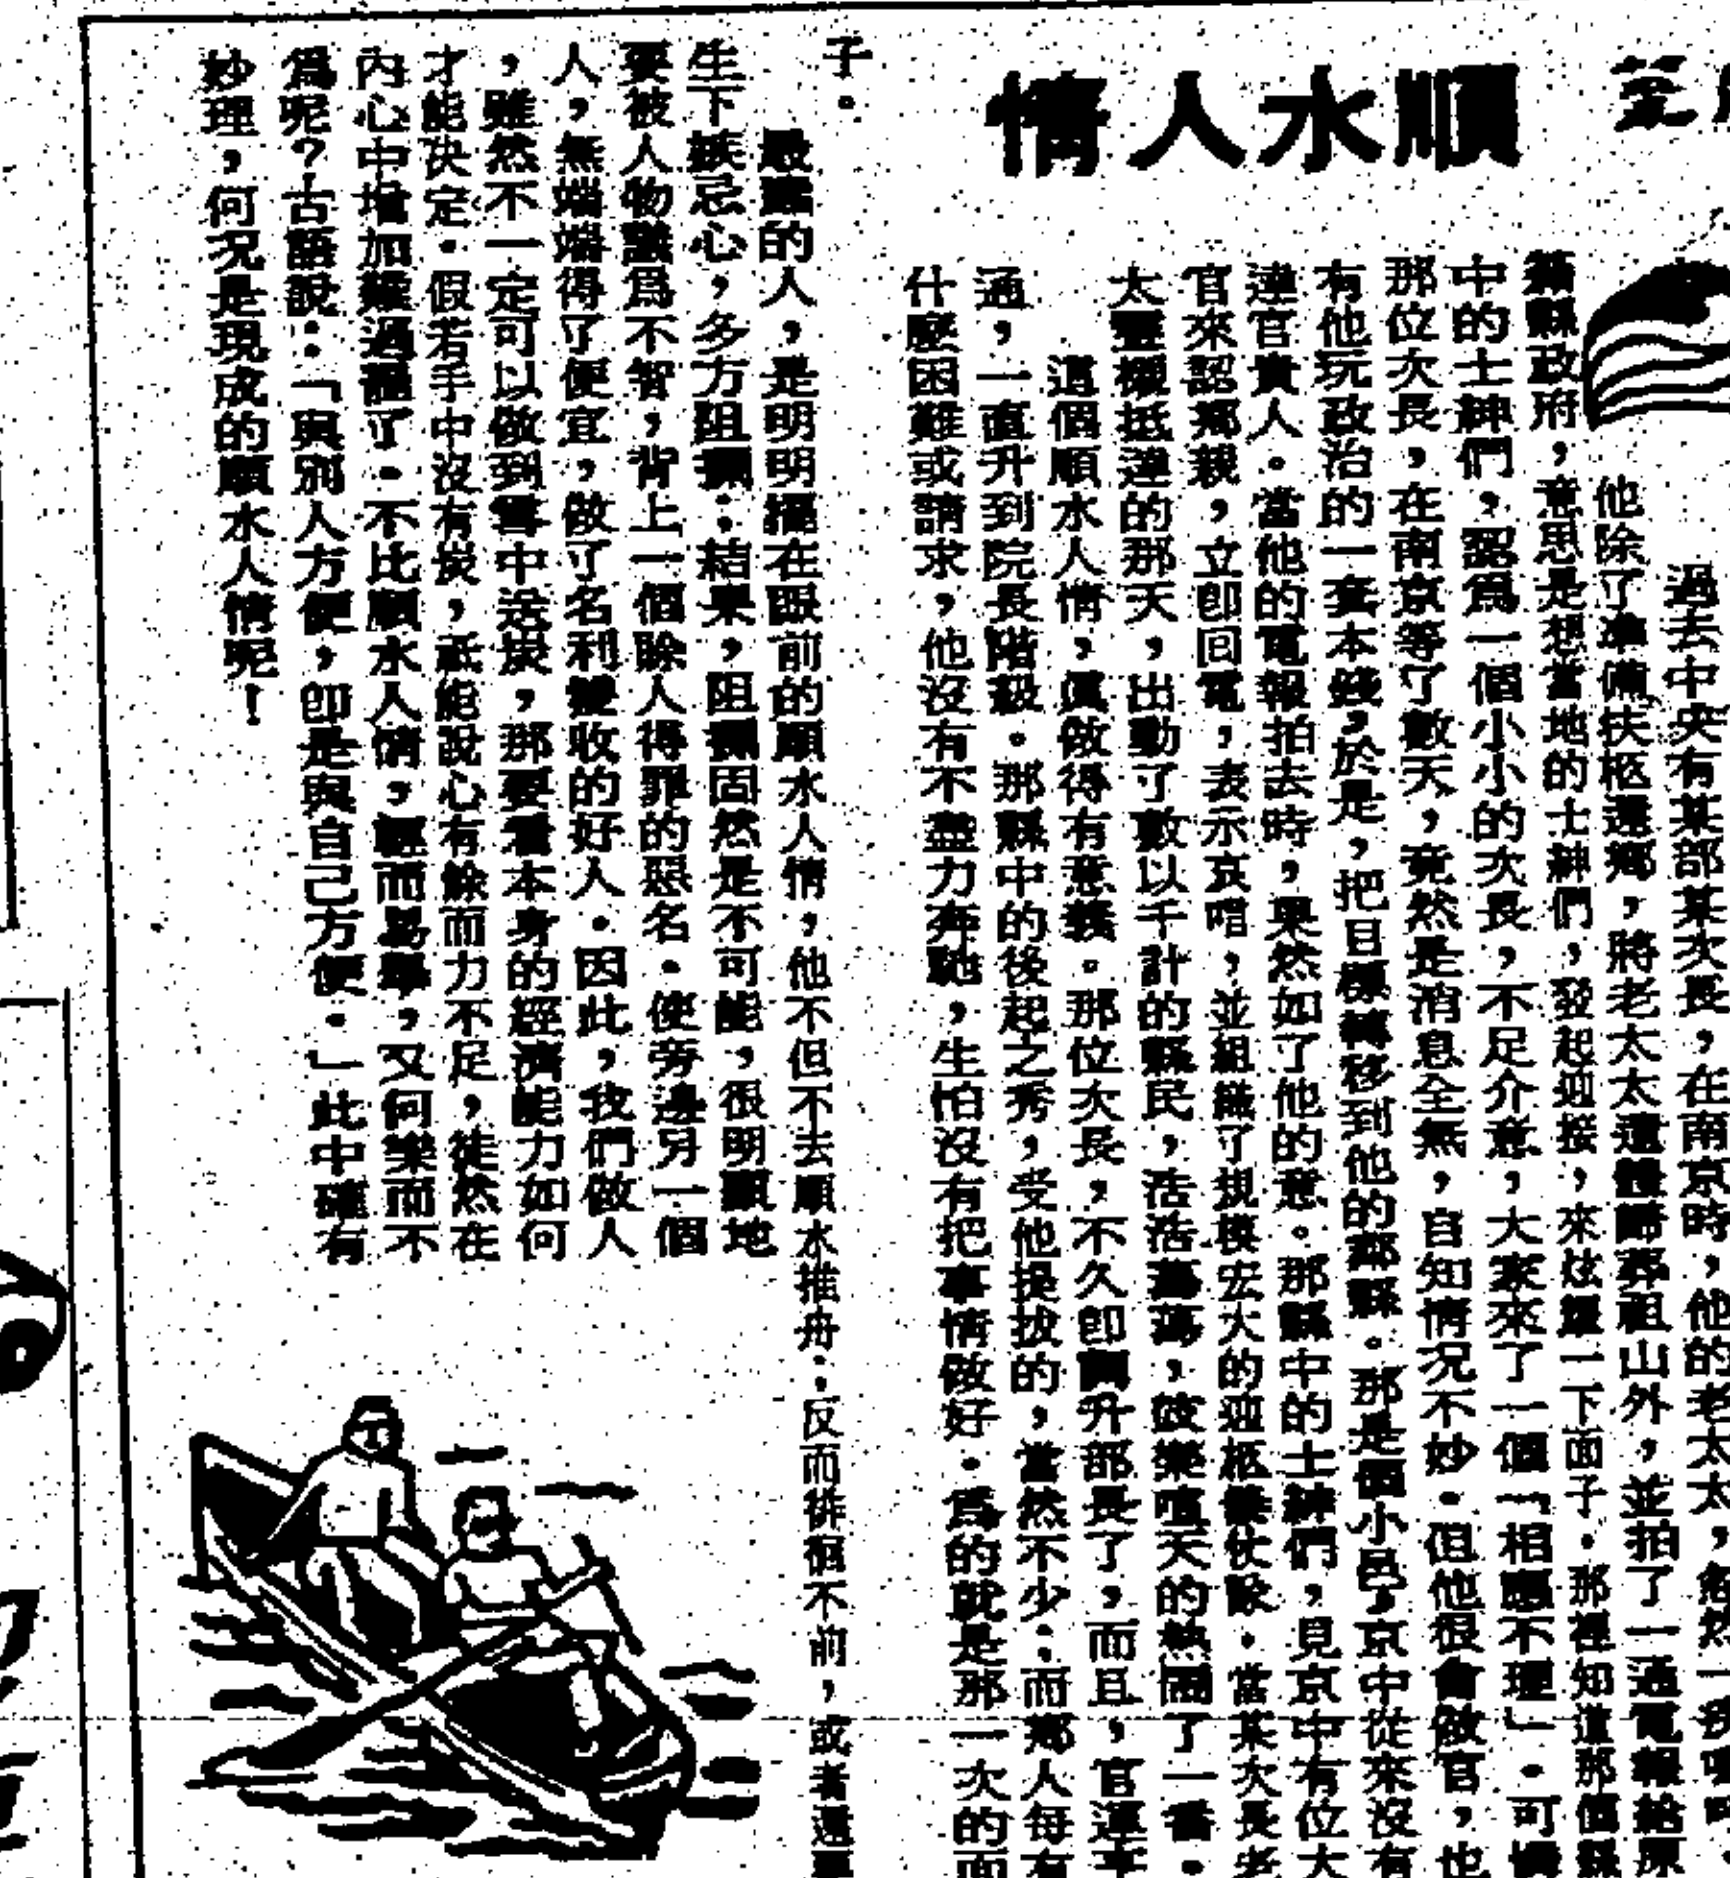 順水人情
過去中央有某部某次長，在南京時，他的老太太，忽然一
他除了準備扶柩還鄉，將老太太遺體歸葬祖山外，並拍了一通電報給原
籍縣政府，意思是想當地的士紳們，發起迎接，來炫耀一下面子．那裡知道那個縣
中的士紳們，認為一個小小的次長，不足介意，大家來了一個「相應不理」．可憐
那位次長，在南京等了數天，竟然是消息全無，自知情况不妙．但他很會做官，也
有他玩政治的一套本錢，於是，把目標轉移到他的鄰縣。那是個小邑，京中從來沒有
達官貴人。當他的電報拍去時，果然如了他的意。那縣中的士紳們，見京中有位大
官來認鄉親，立卽回電，表示哀唁，並組織了規模宏大的迎柩儀仗隊．當某次長老
太靈櫬抵達的那天，出動了數以千計的縣民，浩浩蕩蕩，鼓樂喧天的熱鬧了一番．
這個順水人情，眞做得有意義。那位次長，不久卽調升部長了，而且，官運亨
通，一直升到院長階級。那縣中的後起之秀，受他提拔的，當然不少；而鄉人每有
什麼困難或請求，他沒有不盡力奔馳，生怕沒有把事情做好．為的就是那一次的面
子。
最蠢的人，是明明擺在眼前的順水人情，他不但不去順水推舟；反而徘徊不前，或者還要
生下嫉忌心，多方阻攔；結果，阻攔固然是不可能，很明顯地
要被人物議爲不智，背上一個賒人得罪的惡名．使旁邊另一個
人，無端端得了便宜，做了名利雙收的好人．因此，我們做人
，雖然不一定可以做到雪中送炭，那要看本身的經濟能力如何
才能決定．假若手中沒有炭，祗能說心有餘而力不足，徒然在
內心中增加難過罷了．不比順水人情，輕而易舉，又何樂而不
爲呢？古語說：「與別人方便，卽是與自己方便．」此中確有
妙理，何况是現成的順水人情呢！